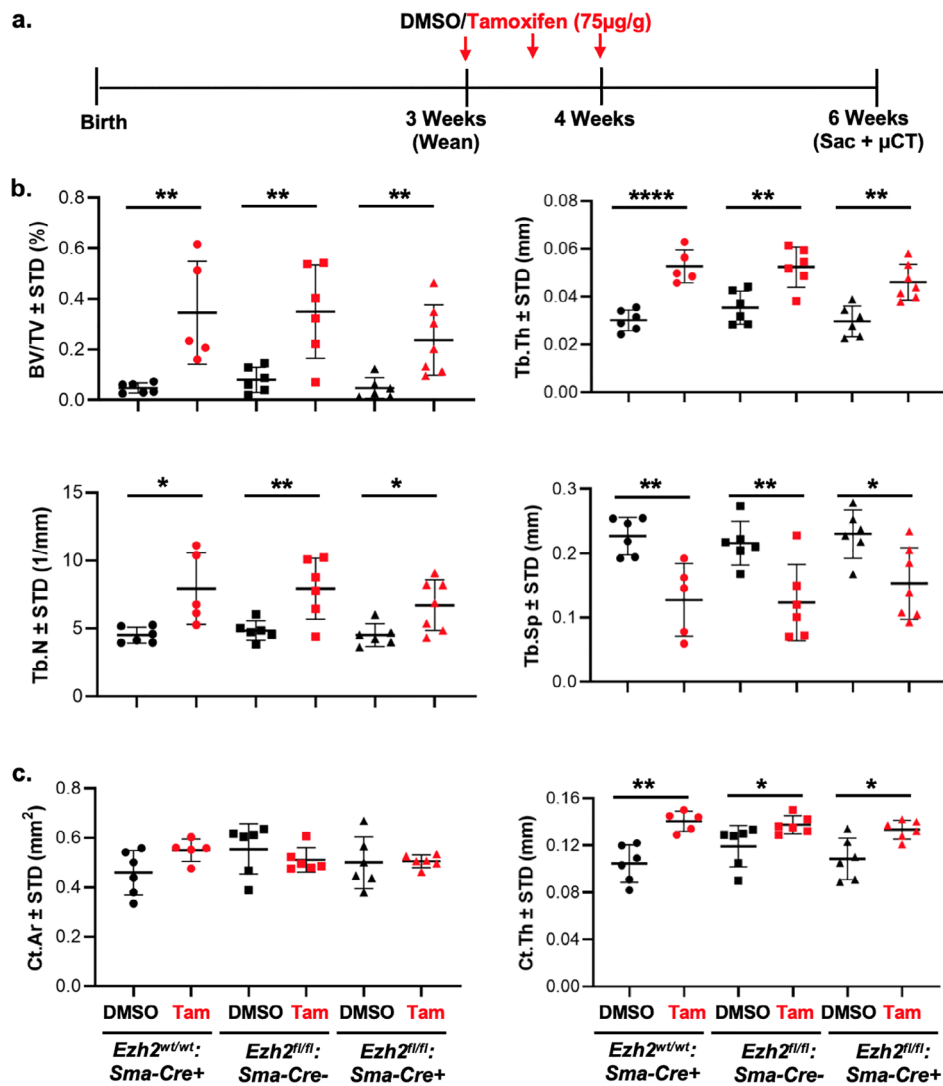 a.
DMSO/Tamoxifen (75µg/g)
Birth
3 Weeks
(Wean)
4 Weeks
6 Weeks
(Sac + µCT)
b.
BV/TV ± STD (%)
0.8
0.6
0.4
0.2
0.0
** ** **
Tb.Th ± STD (mm)
0.08
0.06
0.04
0.02
0.00
**** ** **
Tb.N ± STD (1/mm)
15
10
5
0
* ** *
Tb.Sp ± STD (mm)
0.3
0.2
0.1
0.0
** ** *
c.
Ct.Ar ± STD (mm²)
0.8
0.6
0.4
0.2
0.0
DMSO Tam DMSO Tam DMSO Tam
Ezh2wt/wt: Ezh2fl/fl: Ezh2fl/fl:
Sma-Cre+ Sma-Cre- Sma-Cre+
Ct.Th ± STD (mm)
0.16
0.12
0.08
0.04
0.00
** * *
DMSO Tam DMSO Tam DMSO Tam
Ezh2wt/wt: Ezh2fl/fl: Ezh2fl/fl:
Sma-Cre+ Sma-Cre- Sma-Cre+